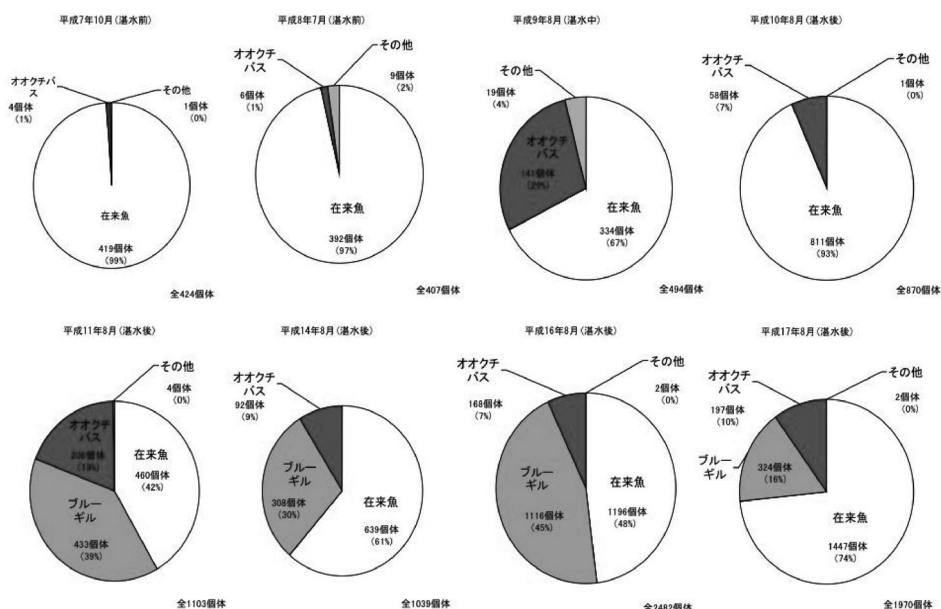 平成7年10月(湛水前)
オオクチバ
ス
4個体
(1%)
その他
1個体
(0%)
在来魚
419個体
(99%)
全424個体
平成8年7月(湛水前)
オオクチ
バス
6個体
(1%)
その他
9個体
(2%)
在来魚
392個体
(97%)
全407個体
平成9年8月(湛水中)
その他
19個体
(4%)
オオクチ
バス
141個体
(29%)
在来魚
334個体
(67%)
全494個体
平成10年8月(湛水後)
オオクチ
バス
58個体
(7%)
その他
1個体
(0%)
在来魚
811個体
(93%)
全870個体
平成11年8月(湛水後)
その他
4個体
(0%)
オオクチ
バス
206個体
(19%)
在来魚
460個体
(42%)
ブルー
ギル
433個体
(39%)
全1103個体
平成14年8月(湛水後)
オオクチ
バス
92個体
(9%)
ブルー
ギル
308個体
(30%)
在来魚
639個体
(61%)
全1039個体
平成16年8月(湛水後)
オオクチ
バス
168個体
(7%)
その他
2個体
(0%)
ブルー
ギル
1116個体
(45%)
在来魚
1196個体
(48%)
全2482個体
平成17年8月(湛水後)
オオクチ
バス
197個体
(10%)
その他
2個体
(0%)
ブルー
ギル
324個体
(16%)
在来魚
1447個体
(74%)
全1970個体